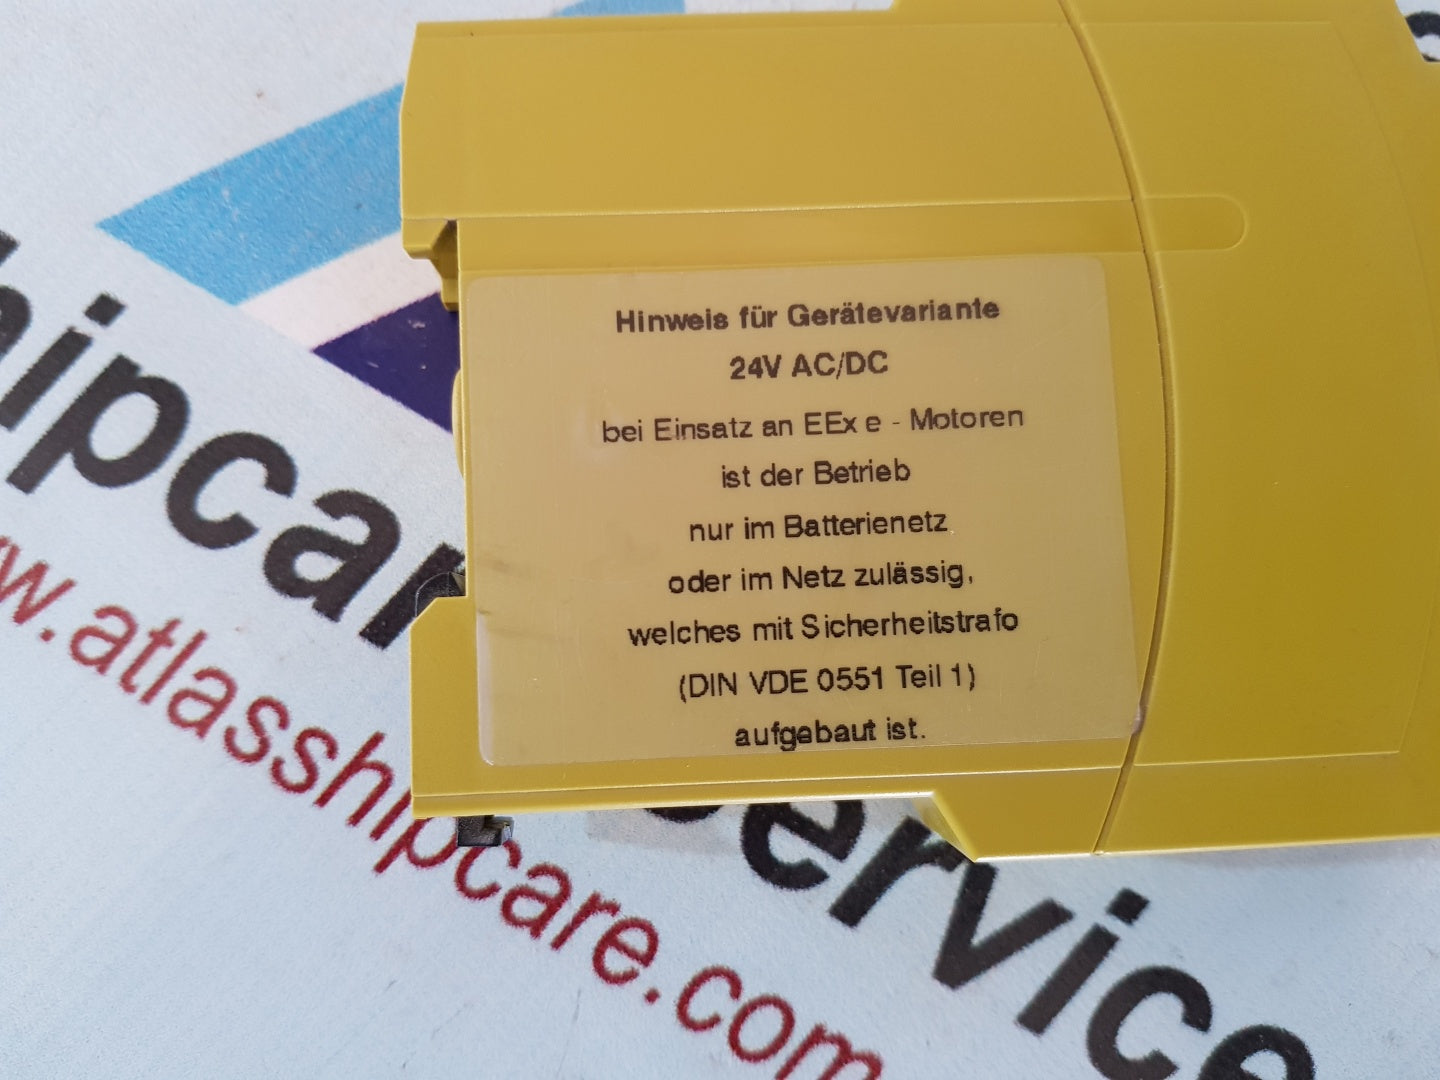 Hinweis für Gerätevariante
24V AC/DC
bei Einsatz an EEx e - Motoren
ist der Betrieb
nur im Batterienetz
oder im Netz zulässig,
welches mit Sicherheitstrafo
(DIN VDE 0551 Teil 1)
aufgebaut ist.
hipcar
ervice
w.atlasshipcare.com